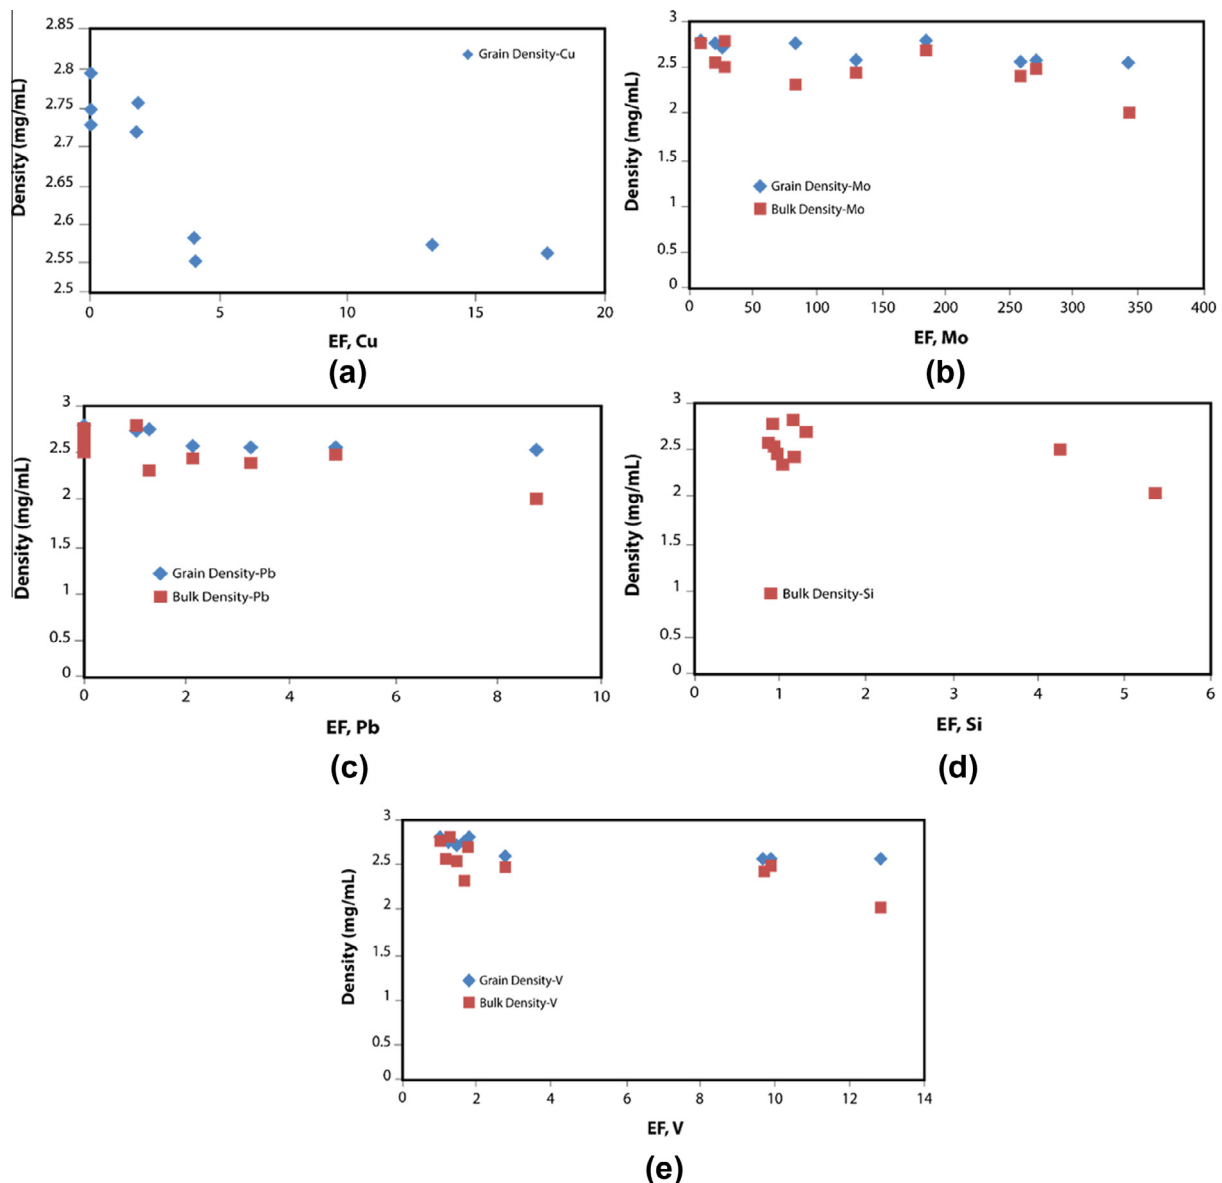 2.85
2.8
2.75
2.7
2.65
2.6
2.55
2.5
Density (mg/mL)
Grain Density-Cu
0 5 10 15 20
EF, Cu
(a)
3
2.5
2
1.5
1
0.5
0
Density (mg/mL)
Grain Density-Mo
Bulk Density-Mo
0 50 100 150 200 250 300 350 400
EF, Mo
(b)
3
2.5
2
1.5
1
0.5
0
Density (mg/mL)
Grain Density-Pb
Bulk Density-Pb
0 2 4 6 8 10
EF, Pb
(c)
3
2.5
2
1.5
1
0.5
0
Density (mg/mL)
Bulk Density-Si
0 1 2 3 4 5 6
EF, Si
(d)
3
2.5
2
1.5
1
0.5
0
Density (mg/mL)
Grain Density-V
Bulk Density-V
0 2 4 6 8 10 12 14
EF, V
(e)